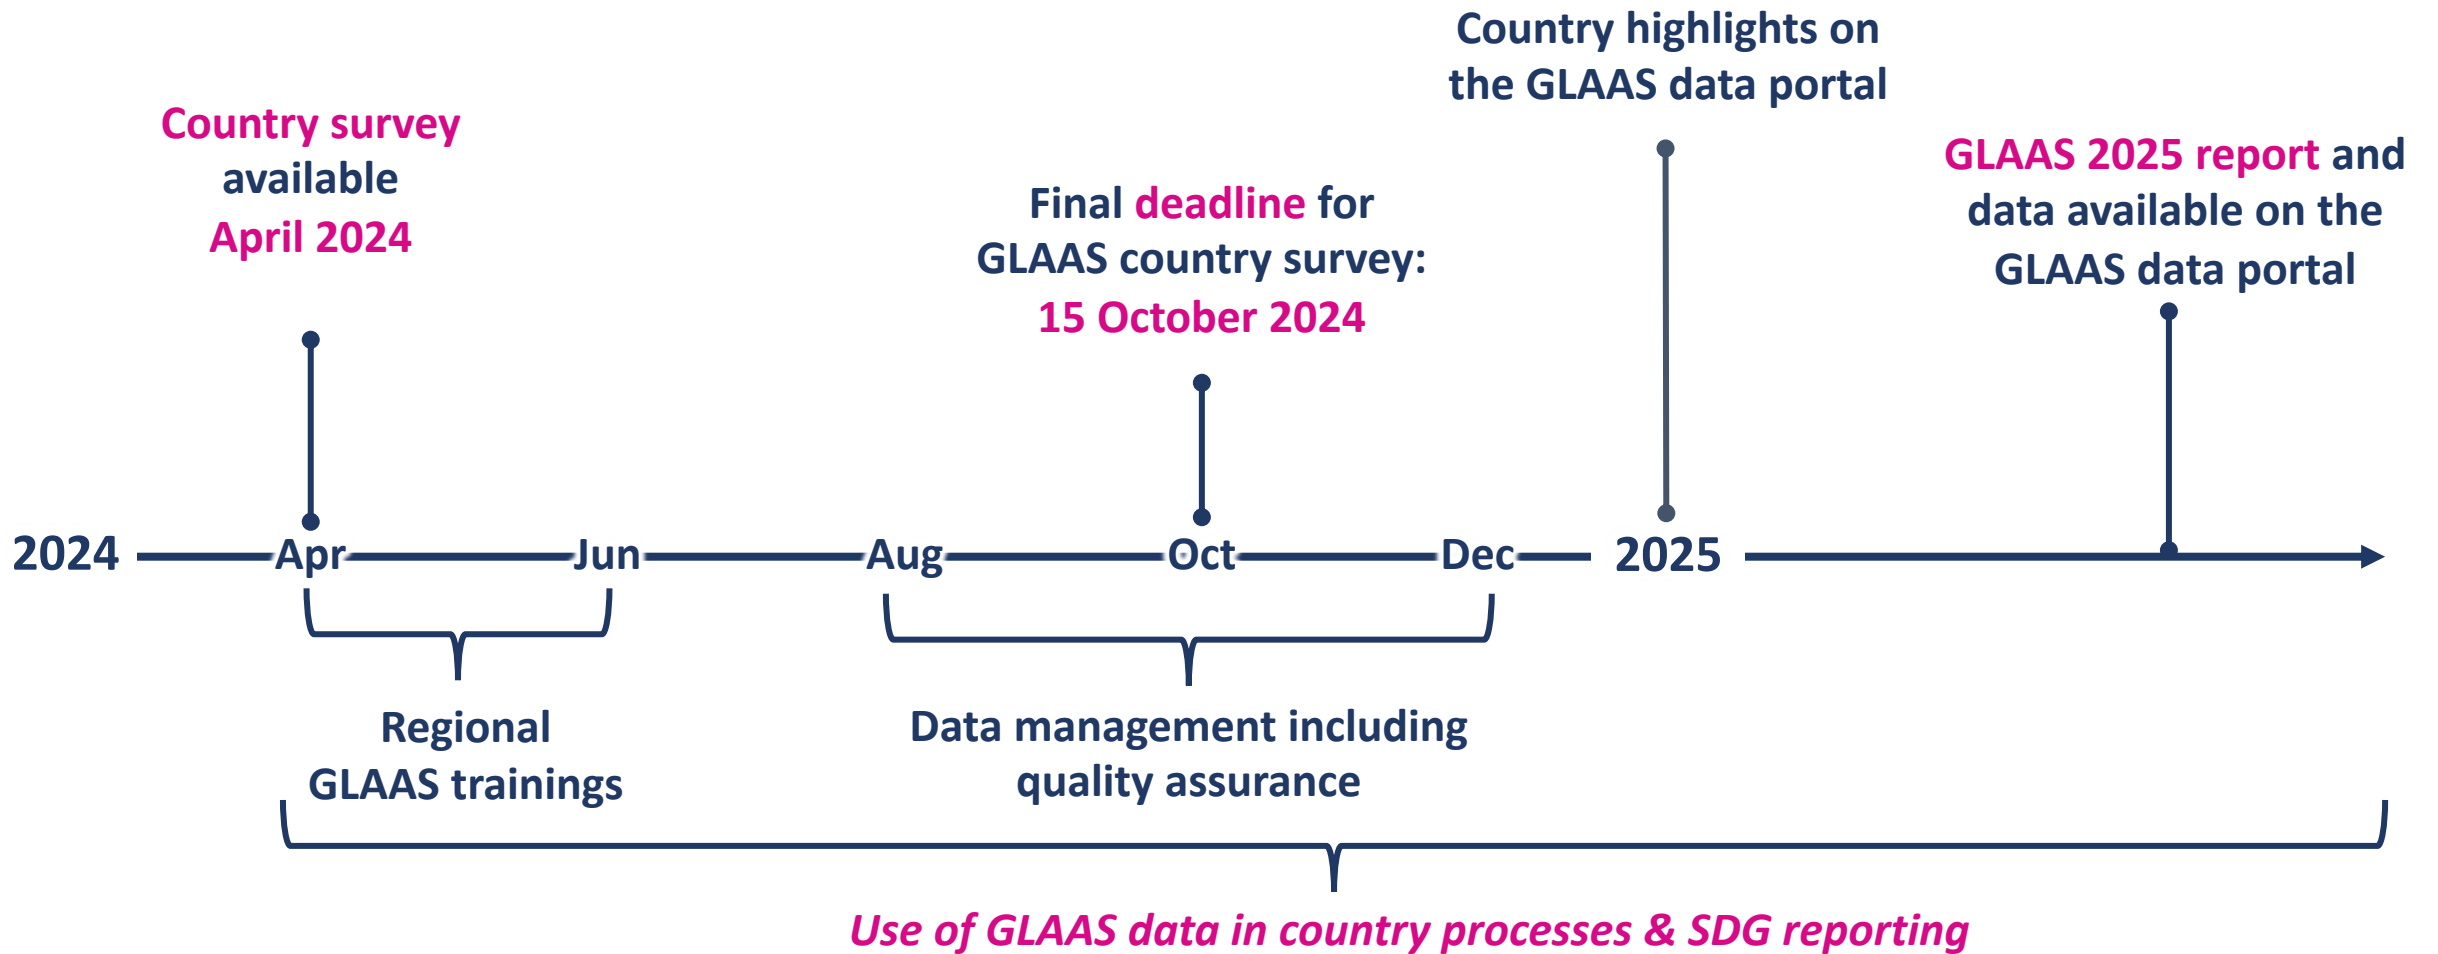 Country highlights on
the GLAAS data portal
Country survey
available
April 2024
GLAAS 2025 report and
data available on the
GLAAS data portal
Final deadline for
GLAAS country survey:
15 October 2024
2024 Apr Jun Aug Oct Dec 2025
Regional
GLAAS trainings
Data management including
quality assurance
Use of GLAAS data in country processes & SDG reporting